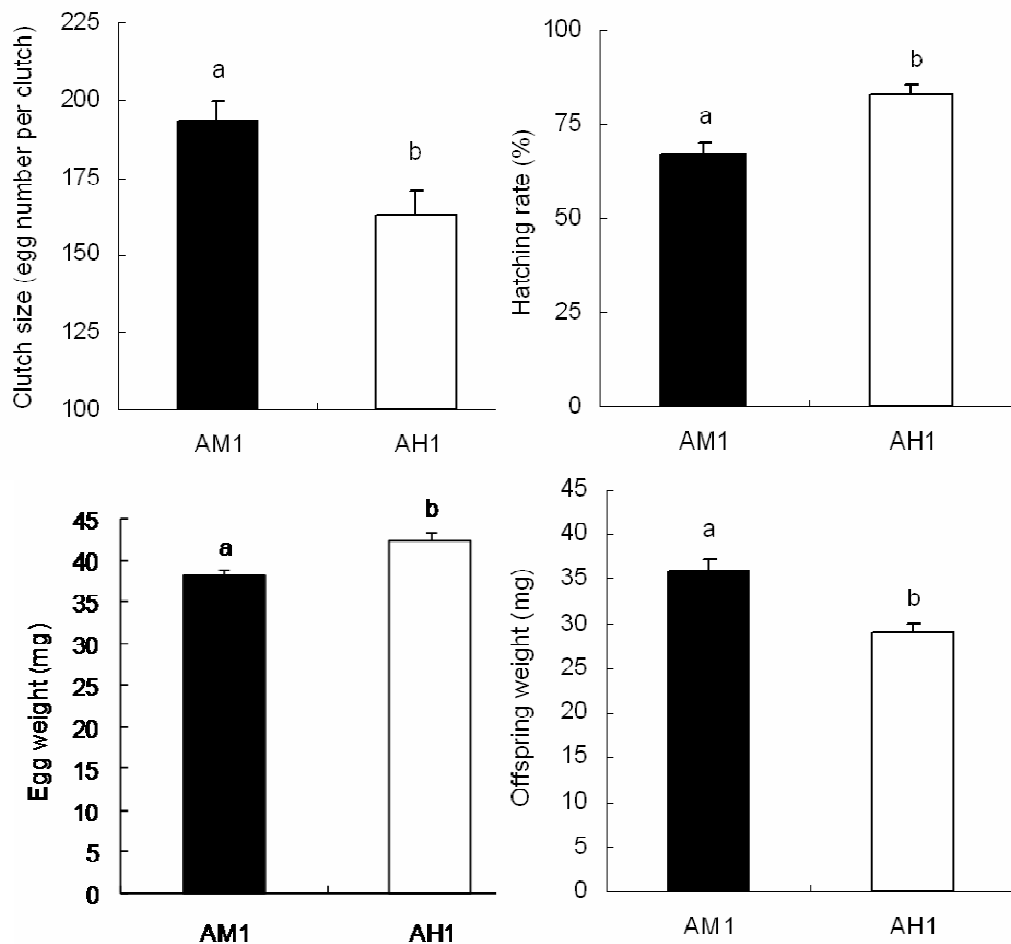 Clutch size (egg number per clutch)
225
200
175
150
125
100
a
b
AM1
AH1
Hatching rate (%)
100
75
50
25
0
a
b
AM1
AH1
Egg weight (mg)
45
40
35
30
25
20
15
10
5
0
a
b
AM1
AH1
Offspring weight (mg)
45
40
35
30
25
20
15
10
5
0
a
b
AM1
AH1